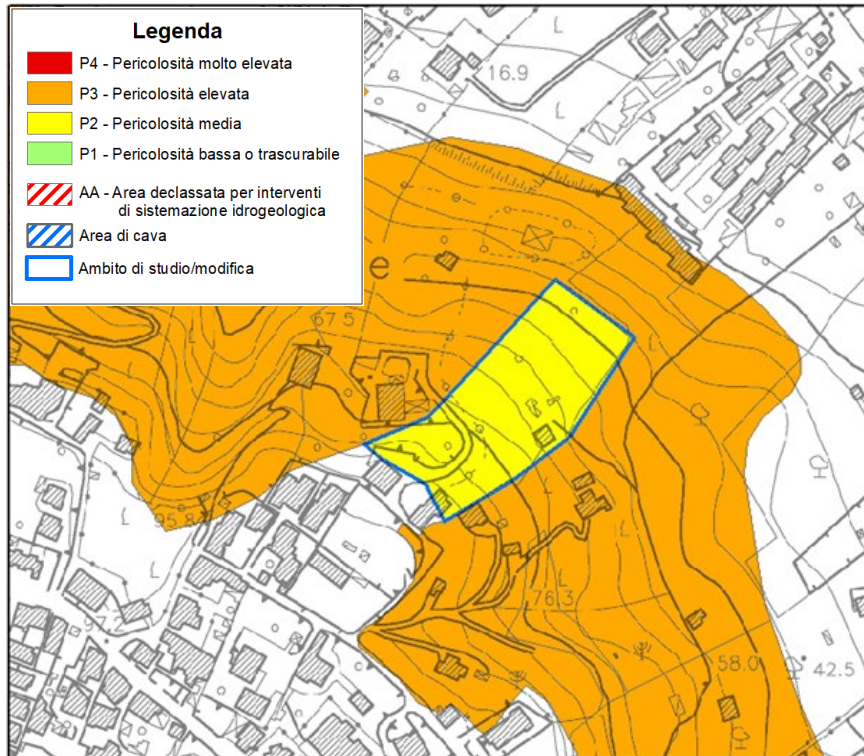 Legenda
P4 - Pericolosità molto elevata
P3 - Pericolosità elevata
P2 - Pericolosità media
P1 - Pericolosità bassa o trascurabile
AA - Area declassata per interventi
di sistemazione idrogeologica
Area di cava
Ambito di studio/modifica
16.9
e
67.5
95.8
76.3
58.0
42.5